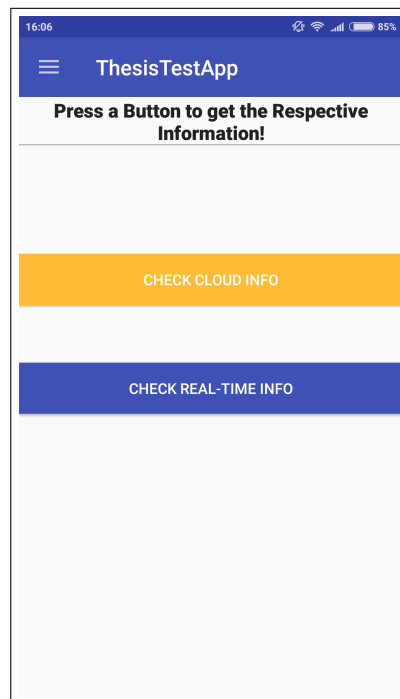 16:06 85%
ThesisTestApp
Press a Button to get the Respective
Information!
CHECK CLOUD INFO
CHECK REAL-TIME INFO